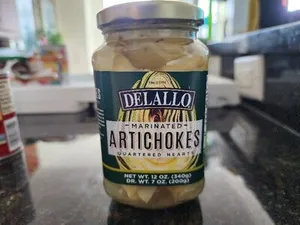 DELALLO
MARINATED
ARTICHOKES
QUARTERED HEARTS
NET WT. 12 OZ. (340g)
DR. WT. 7 OZ. (200g)